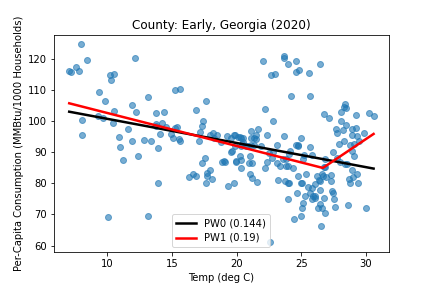 County: Early, Georgia (2020)
Per-Capita Consumption (MMBtu/1000 Households)
120
110
100
90
80
70
60
PW0 (0.144)
PW1 (0.19)
10 15 20 25 30
Temp (deg C)